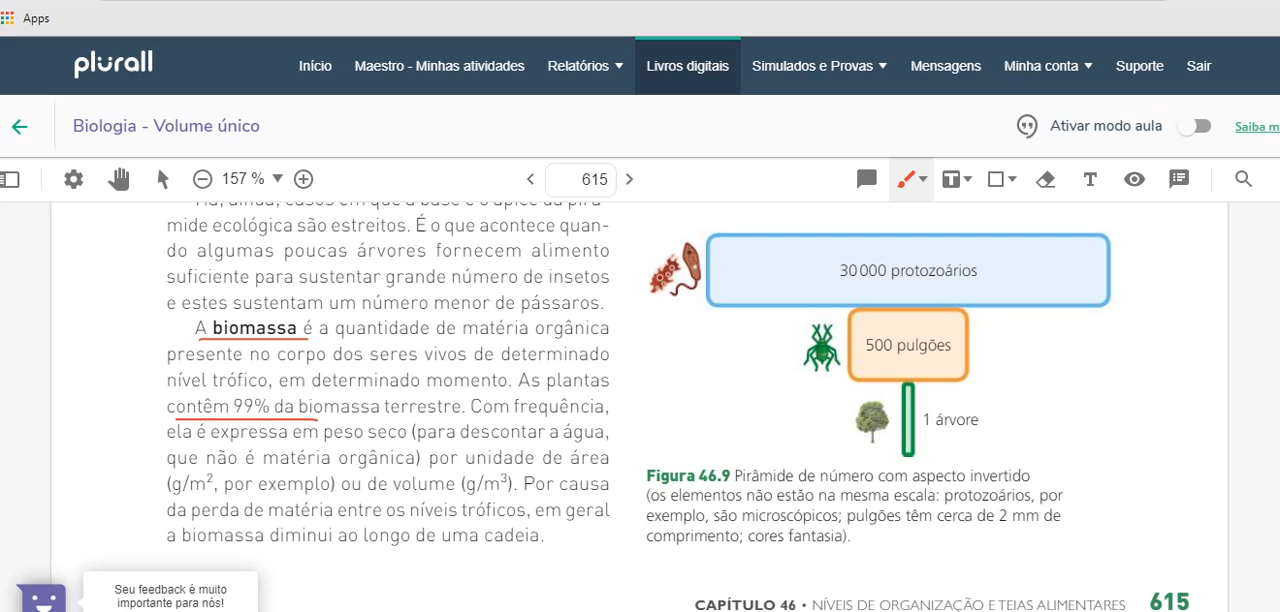 Apps
plurall
Início
Maestro - Minhas atividades
Relatórios
Livros digitais
Simulados e Provas
Mensagens
Minha conta
Suporte
Sair
Biologia - Volume único
Ativar modo aula
Saiba m
157 %
615
mide ecológica são estreitos. É o que acontece quan-
do algumas poucas árvores fornecem alimento
suficiente para sustentar grande número de insetos
e estes sustentam um número menor de pássaros.
A biomassa é a quantidade de matéria orgânica
presente no corpo dos seres vivos de determinado
nível trófico, em determinado momento. As plantas
contêm 99% da biomassa terrestre. Com frequência,
ela é expressa em peso seco (para descontar a água,
que não é matéria orgânica) por unidade de área
(g/m², por exemplo) ou de volume (g/m³). Por causa
da perda de matéria entre os níveis tróficos, em geral
a biomassa diminui ao longo de uma cadeia.
30 000 protozoários
500 pulgões
1 árvore
Figura 46.9 Pirâmide de número com aspecto invertido
(os elementos não estão na mesma escala: protozoários, por
exemplo, são microscópicos; pulgões têm cerca de 2 mm de
comprimento; cores fantasia).
Seu feedback é muito
importante para nós!
CAPÍTULO 46 • NÍVEIS DE ORGANIZAÇÃO E TEIAS ALIMENTARES 615